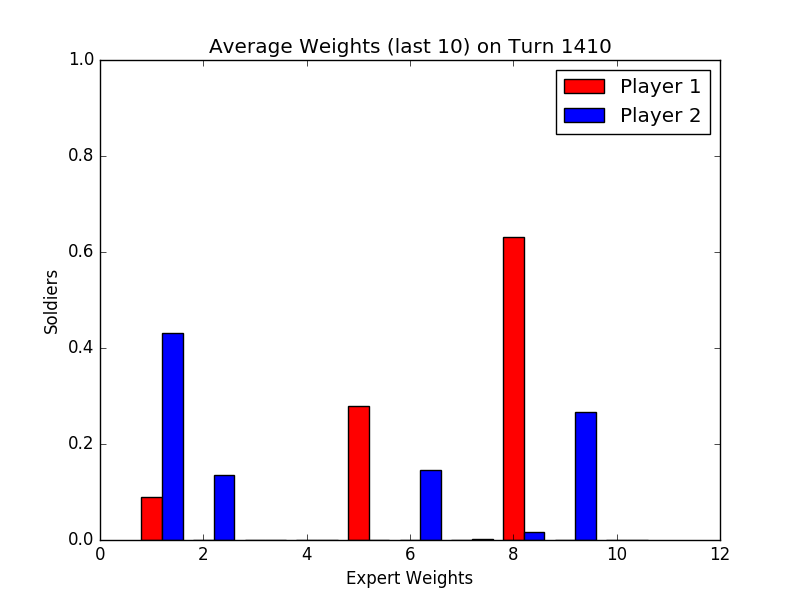 Average Weights (last 10) on Turn 1410
1.0
0.8
0.6
0.4
0.2
0.0
Soldiers
Player 1
Player 2
0 2 4 6 8 10 12
Expert Weights